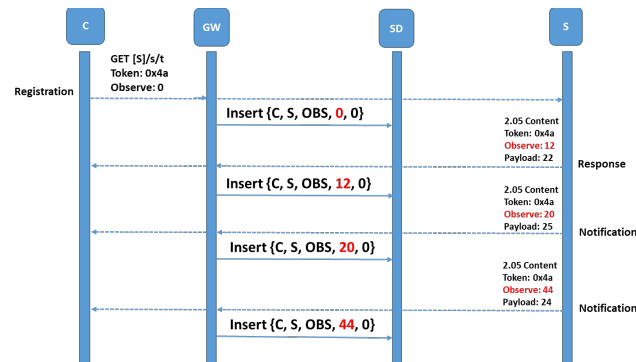 C
GW
SD
S
GET [S]/s/t
Token: 0x4a
Observe: 0
Registration
Insert {C, S, OBS, 0, 0}
2.05 Content
Token: 0x4a
Observe: 12
Payload: 22
Response
Insert {C, S, OBS, 12, 0}
2.05 Content
Token: 0x4a
Observe: 20
Payload: 25
Notification
Insert {C, S, OBS, 20, 0}
2.05 Content
Token: 0x4a
Observe: 44
Payload: 24
Notification
Insert {C, S, OBS, 44, 0}